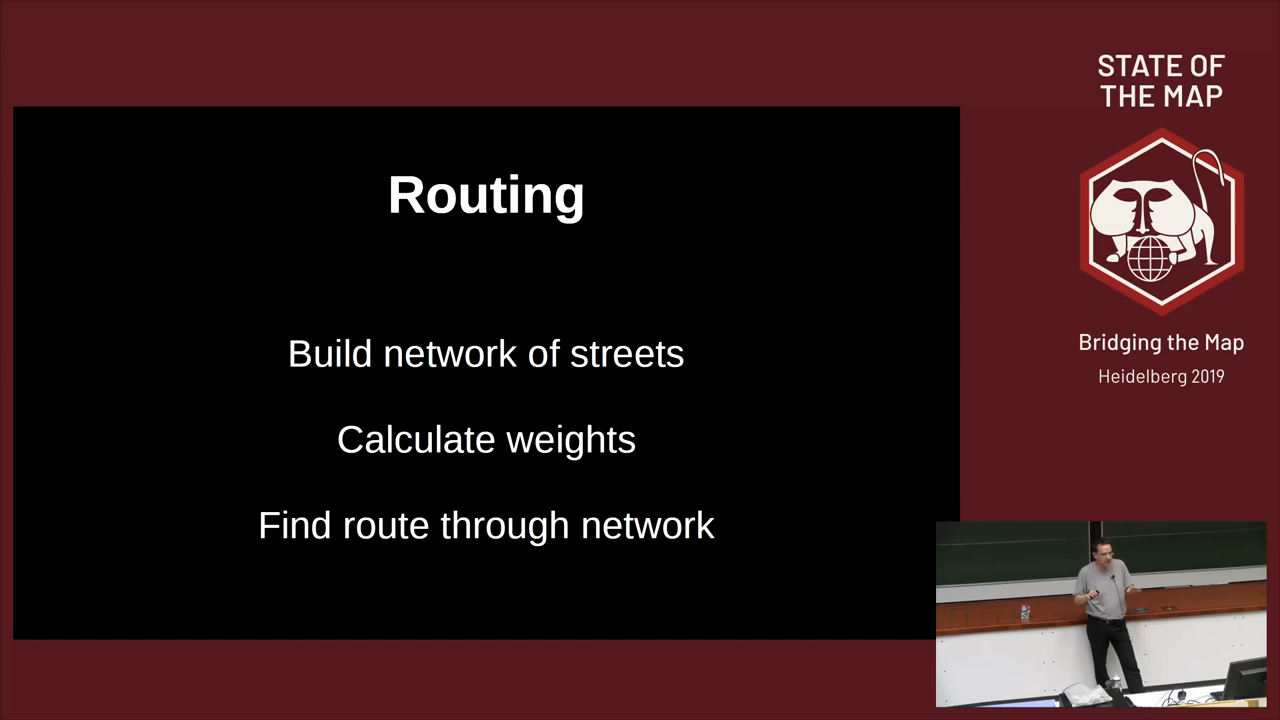 Routing
Build network of streets
Calculate weights
Find route through network
STATE OF
THE MAP
Bridging the Map
Heidelberg 2019